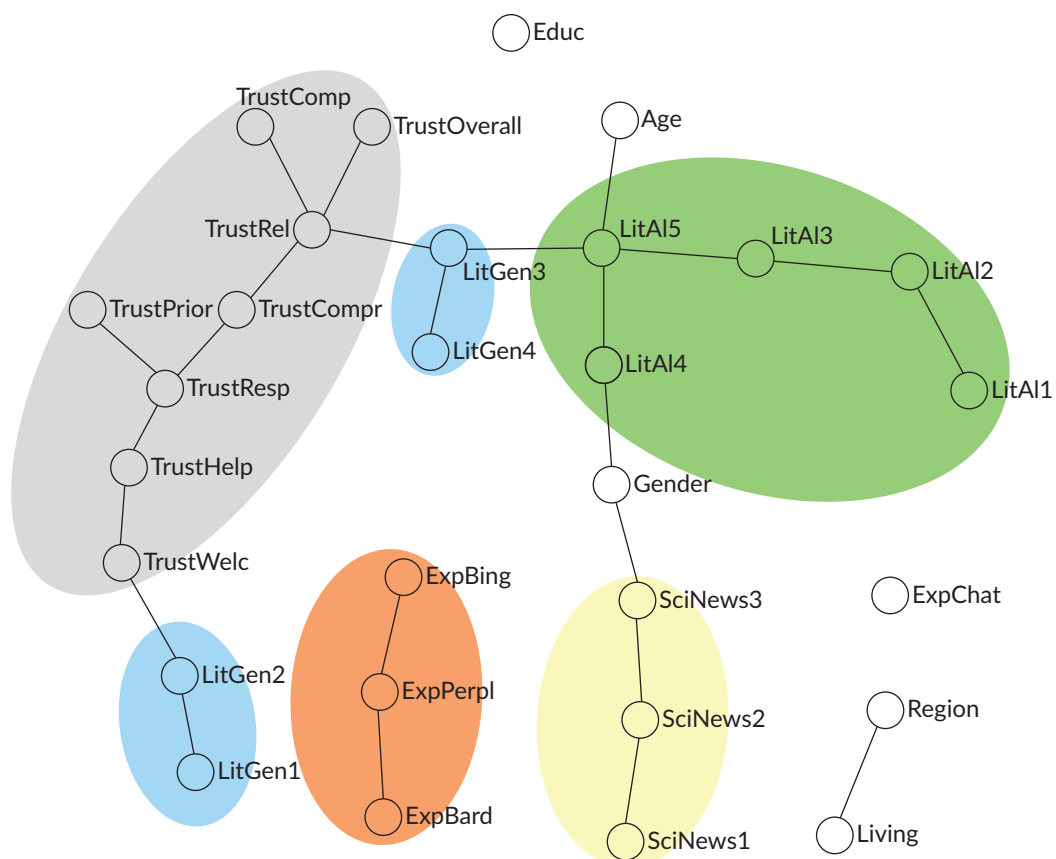 Educ
TrustComp
TrustOverall
Age
TrustRel
LitGen3
LitAI5
LitAI3
LitAI2
TrustPrior
TrustCompr
LitGen4
LitAI4
LitAI1
TrustResp
TrustHelp
Gender
TrustWelc
ExpBing
SciNews3
ExpChat
LitGen2
ExpPerpl
SciNews2
Region
LitGen1
ExpBard
SciNews1
Living